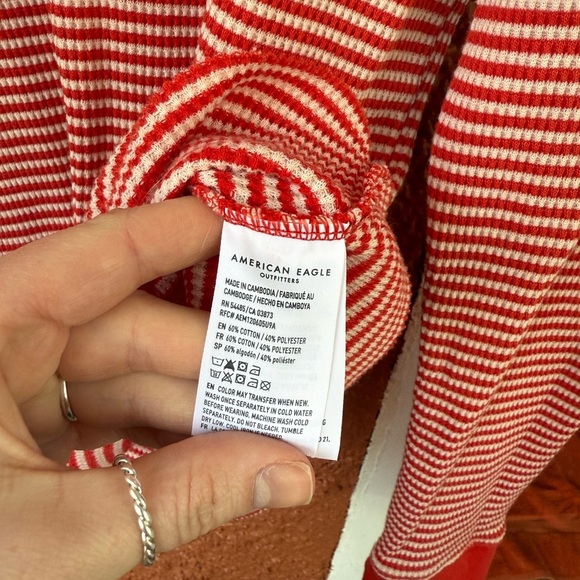 AMERICAN EAGLE
OUTFITTERS
MADE IN CAMBODIA / FABRIQUÉ AU
CAMBODGE / HECHO EN CAMBOYA
RN 54485/CA 03873
RFC# AEM1206D5U9A
EN 60% COTTON / 40% POLYESTER
FR 60% COTON / 40% POLYESTER
SP 60% algodón / 40% poliéster
EN COLOR MAY TRANSFER WHEN NEW.
WASH ONCE SEPARATELY IN COLD WATER
BEFORE WEARING. MACHINE WASH COLD
SEPARATELY. DO NOT BLEACH. TUMBLE
DRY LOW. COOL IRON IF NEEDED.
21.